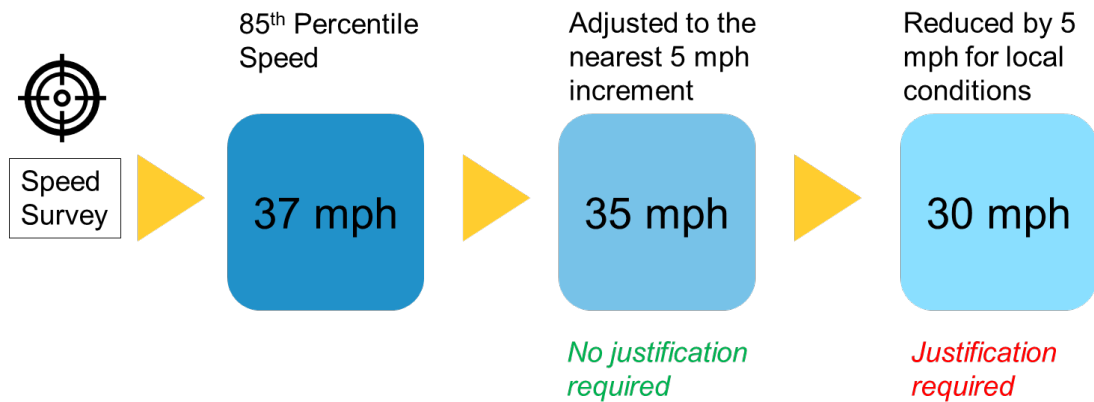 Speed
Survey
85th Percentile
Speed
37 mph
Adjusted to the
nearest 5 mph
increment
35 mph
No justification
required
Reduced by 5
mph for local
conditions
30 mph
Justification
required